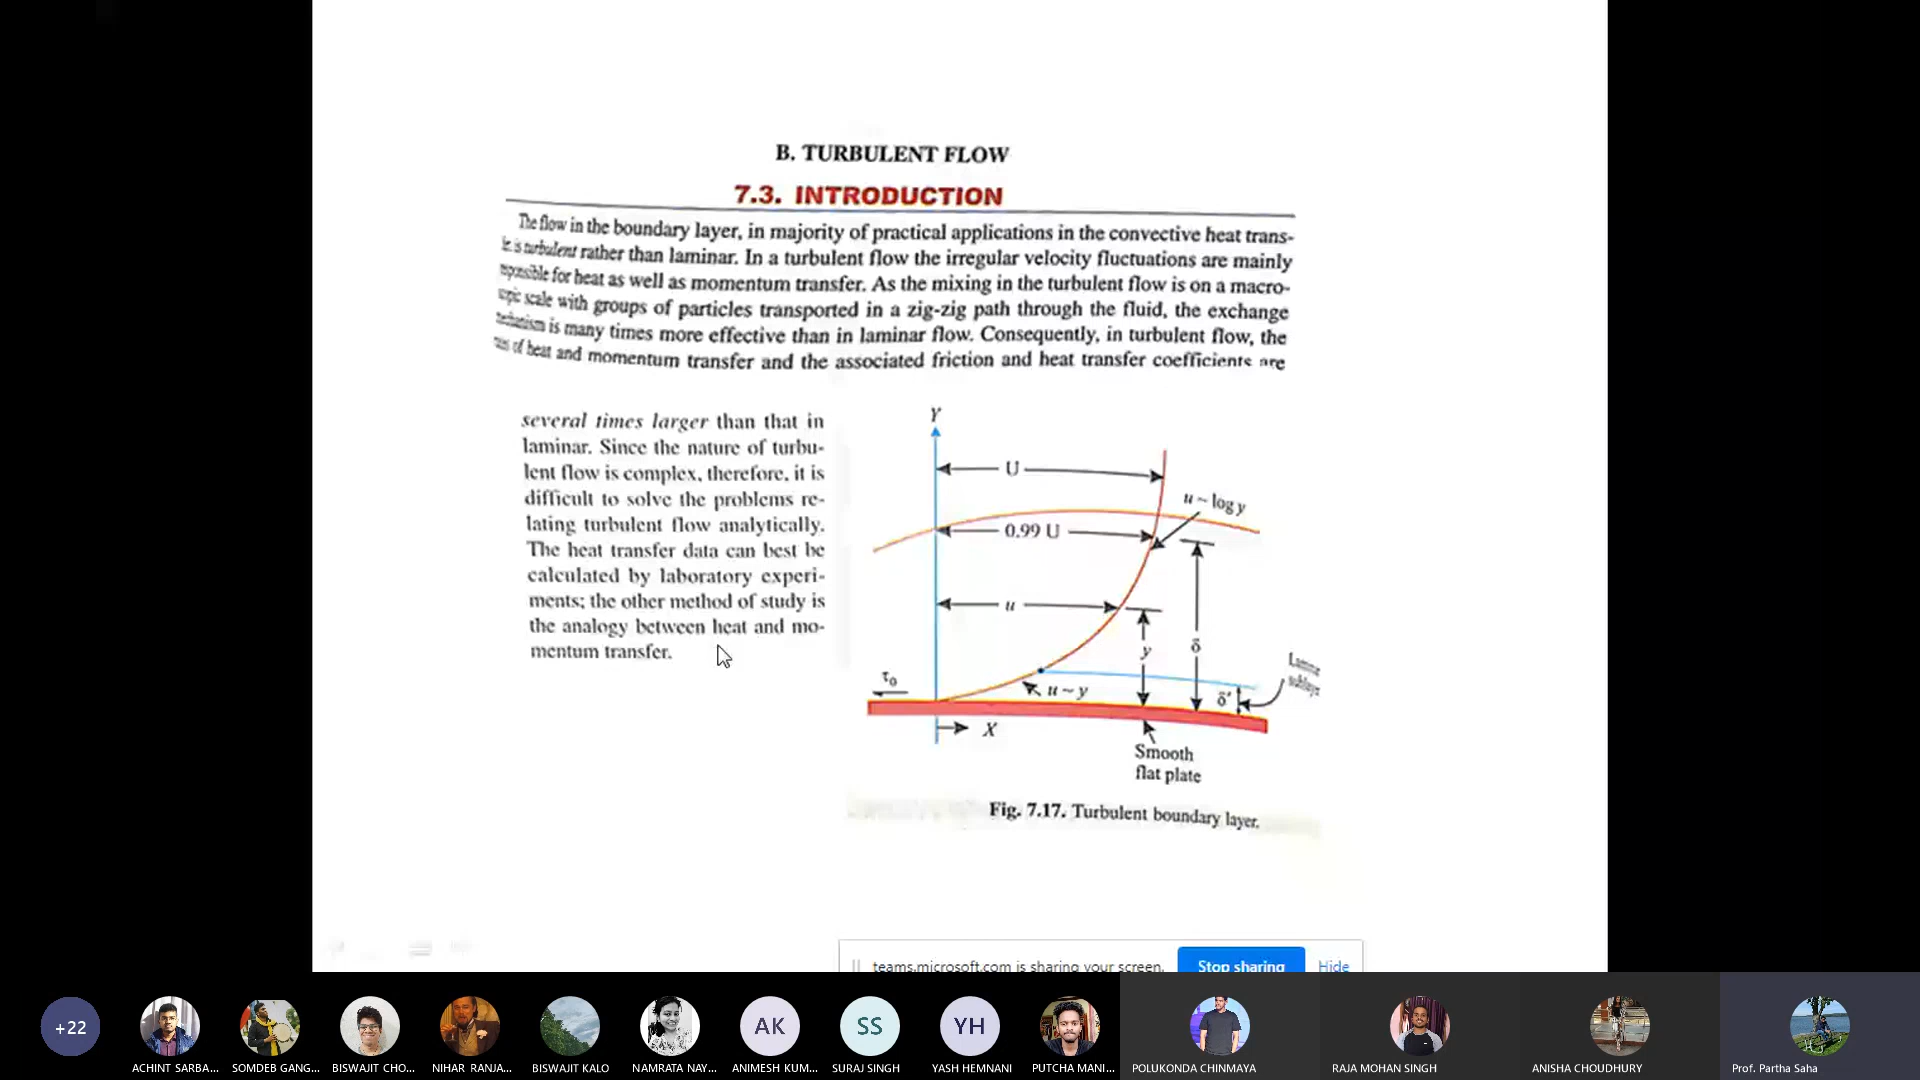 B. TURBULENT FLOW
7.3. INTRODUCTION
The flow in the boundary layer, in majority of practical applications in the convective heat trans-
is turbulent rather than laminar. In a turbulent flow the irregular velocity fluctuations are mainly
for heat as well as momentum transfer. As the mixing in the turbulent flow is on a macro-
scale with groups of particles transported in a zig-zig path through the fluid, the exchange
is many times more effective than in laminar flow. Consequently, in turbulent flow, the
of heat and momentum transfer and the associated friction and heat transfer coefficients are
several times larger than that in
laminar. Since the nature of turbu-
lent flow is complex, therefore, it is
difficult to solve the problems re-
lating turbulent flow analytically.
The heat transfer data can best be
calculated by laboratory experi-
ments; the other method of study is
the analogy between heat and mo-
mentum transfer.
Y
U
u ~ log y
0.99 U
u
y
δ
τ₀
u ~ y
δ'
X
Smooth
flat plate
Fig. 7.17. Turbulent boundary layer.
teams.microsoft.com is sharing your screen.
Stop sharing
Hide
+22
AK
SS
YH
ACHINT SARBA...
SOMDEB GANG...
BISWAJIT CHO...
NIHAR RANJA...
BISWAJIT KALO
NAMRATA NAY...
ANIMESH KUM...
SURAJ SINGH
YASH HEMNANI
PUTCHA MANI...
POLUKONDA CHINMAYA
RAJA MOHAN SINGH
ANISHA CHOUDHURY
Prof. Partha Saha